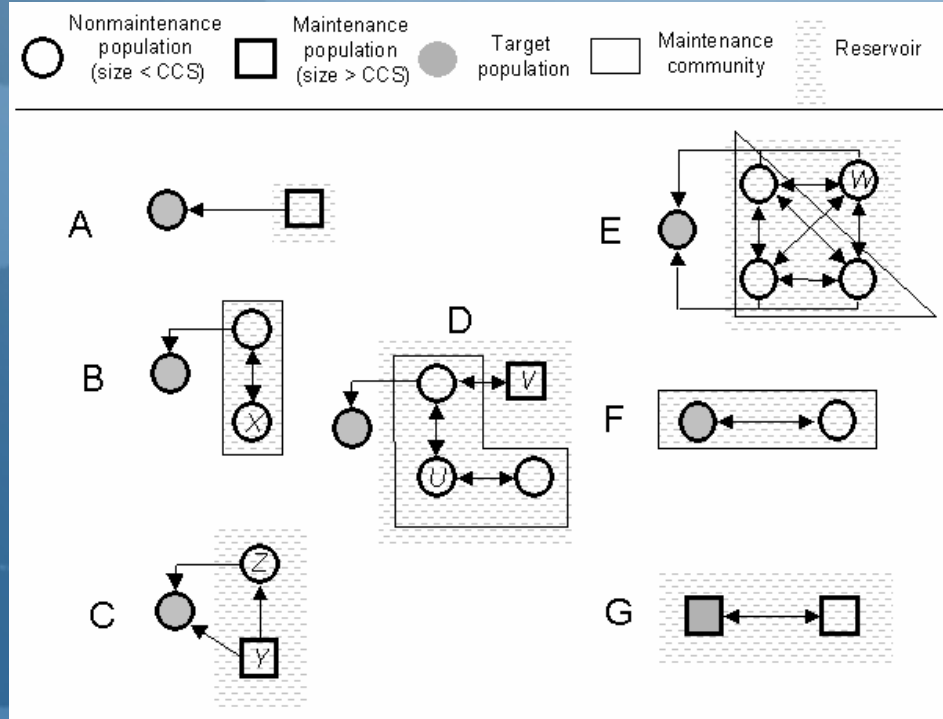 Nonmaintenance
population
(size < CCS)
Maintenance
population
(size > CCS)
Target
population
Maintenance
community
Reservoir
A
B
C
D
E
F
G
X
Z
Y
U
V
W